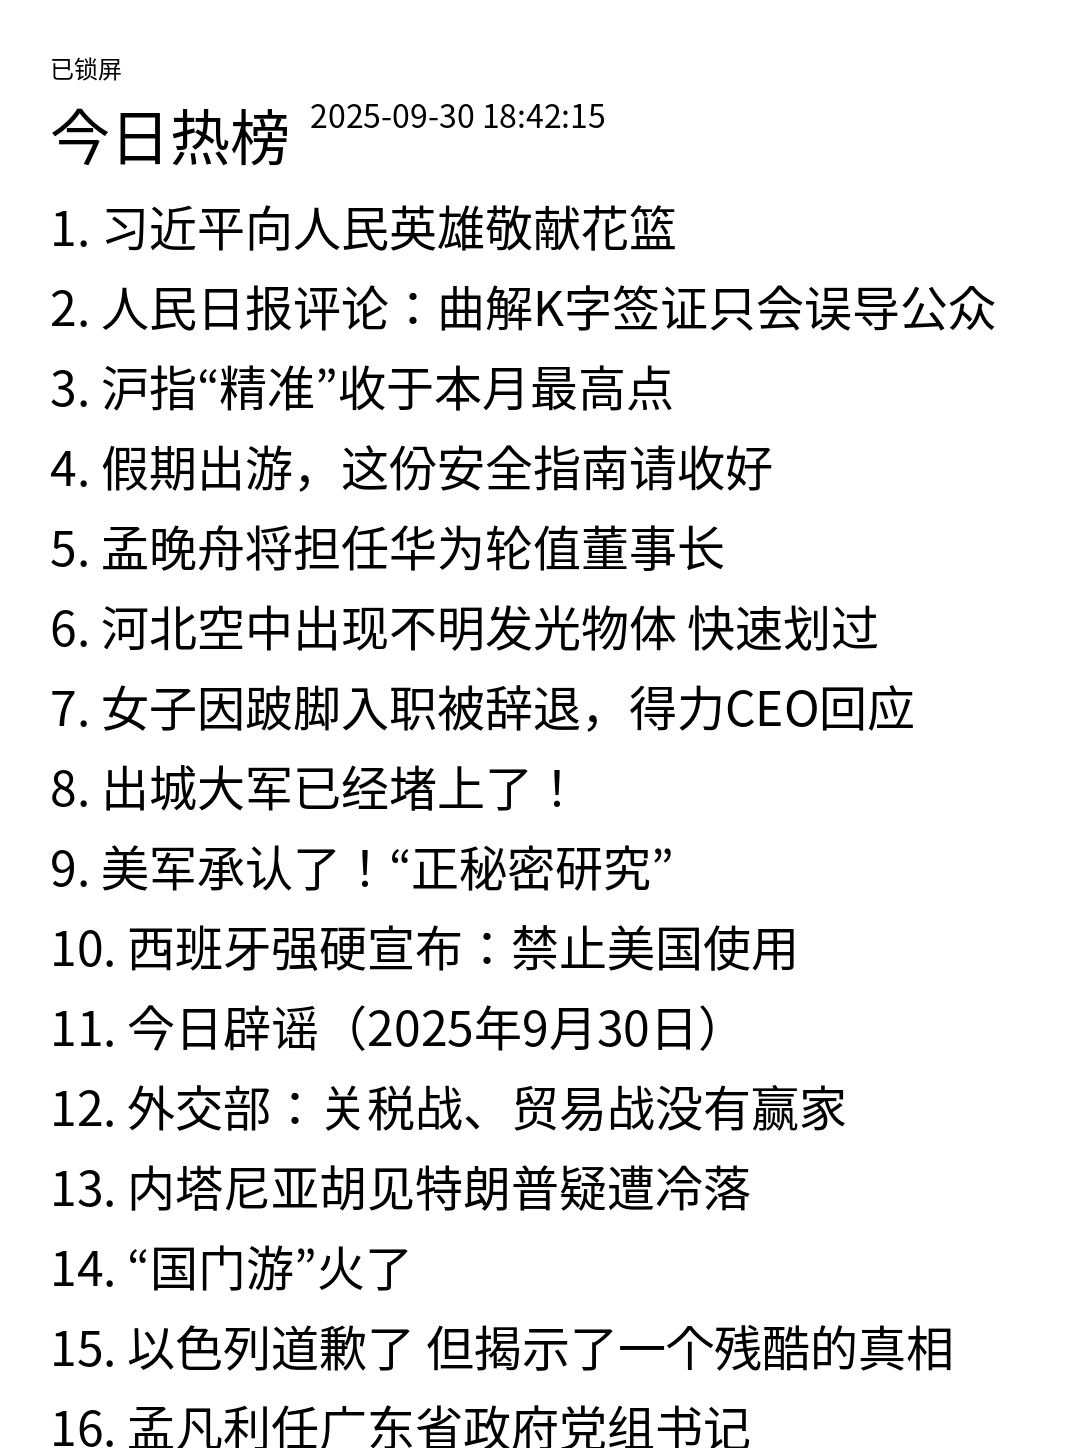 已锁屏
今日热榜 2025-09-30 18:42:15
1. 习近平向人民英雄敬献花篮
2. 人民日报评论：曲解K字签证只会误导公众
3. 沪指“精准”收于本月最高点
4. 假期出游，这份安全指南请收好
5. 孟晚舟将担任华为轮值董事长
6. 河北空中出现不明发光物体 快速划过
7. 女子因跛脚入职被辞退，得力CEO回应
8. 出城大军已经堵上了！
9. 美军承认了！“正秘密研究”
10. 西班牙强硬宣布：禁止美国使用
11. 今日辟谣（2025年9月30日）
12. 外交部：关税战、贸易战没有赢家
13. 内塔尼亚胡见特朗普疑遭冷落
14. “国门游”火了
15. 以色列道歉了 但揭示了一个残酷的真相
16. 孟凡利任广东省政府党组书记